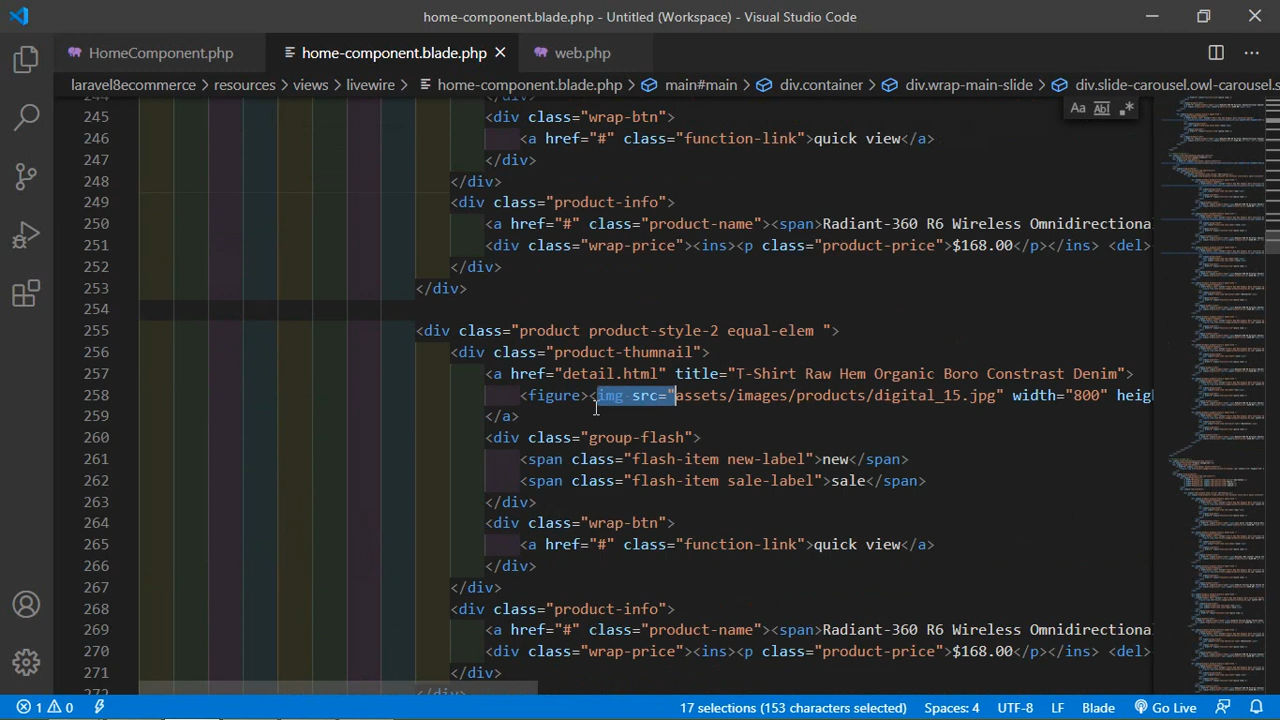 home-component.blade.php - Untitled (Workspace) - Visual Studio Code
HomeComponent.php
home-component.blade.php
web.php
laravel8ecommerce > resources > views > livewire > home-component.blade.php > main#main > div.container > div.wrap-main-slide > div.slide-carousel.owl-carousel.s
244 </div>
245 <div class="wrap-btn">
246 <a href="#" class="function-link">quick view</a>
247 </div>
248 </div>
249 <div class="product-info">
250 "#" class="product-name"><span>Radiant-360 R6 Wireless Omnidirectiona
251 class="wrap-price"><ins><p class="product-price">$168.00</p></ins> <del>
252 </div>
253 </div>
254
255 <div class="product product-style-2 equal-elem ">
256 <div class="product-thumnail">
257 <a href="detail.html" title="T-Shirt Raw Hem Organic Boro Constrast Denim">
258 igure><img src="assets/images/products/digital_15.jpg" width="800" heigh
259 </a>
260 <div class="group-flash">
261 <span class="flash-item new-label">new</span>
262 <span class="flash-item sale-label">sale</span>
263 </div>
264 <div class="wrap-btn">
265 href="#" class="function-link">quick view</a>
266 </div>
267 </div>
268 <div class="product-info">
269 ="#" class="product-name"><span>Radiant-360 R6 Wireless Omnidirectiona
270 class="wrap-price"><ins><p class="product-price">$168.00</p></ins> <del>
271 </div>
272 </div>
Aa Abl .*
1 0
17 selections (153 characters selected) Spaces: 4 UTF-8 LF Blade Go Live